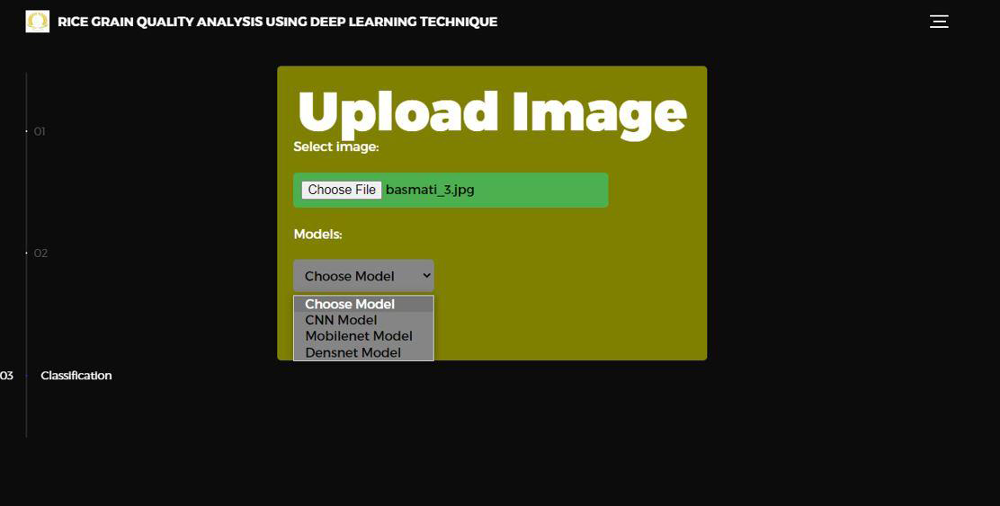 RICE GRAIN QUALITY ANALYSIS USING DEEP LEARNING TECHNIQUE
Upload Image
01
Select image:
Choose File basmati_3.jpg
Models:
02
Choose Model
Choose Model
CNN Model
Mobilenet Model
Densnet Model
03 Classification